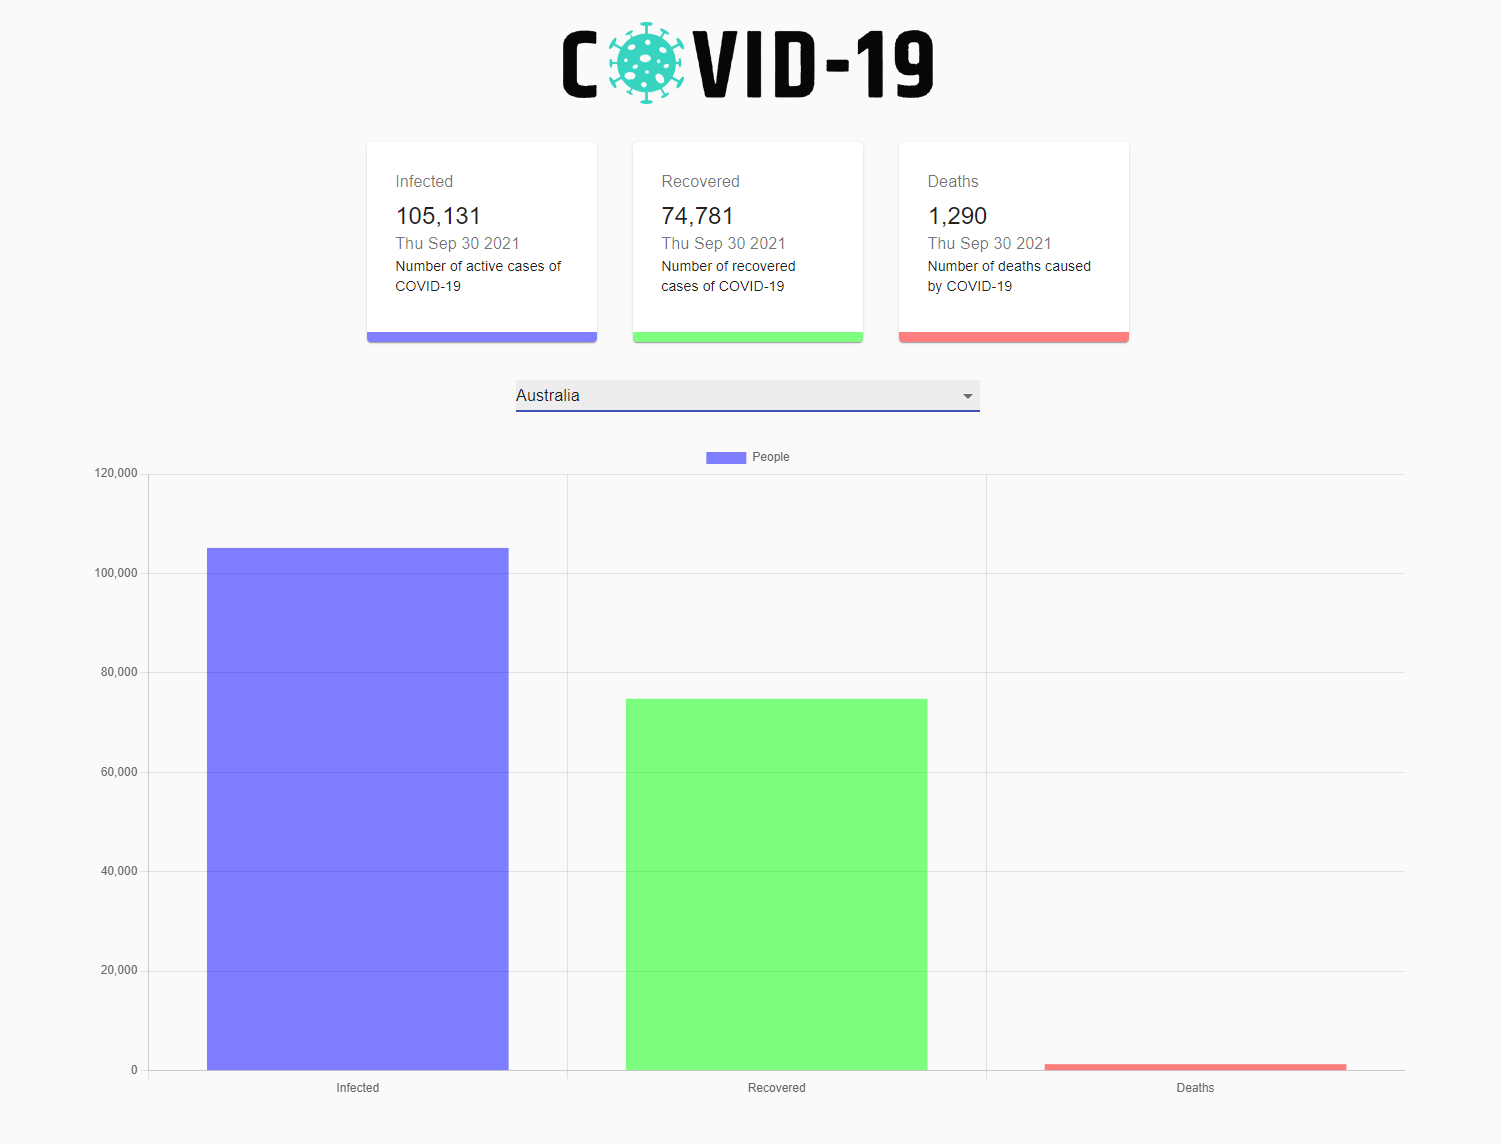 COVID-19
Infected
105,131
Thu Sep 30 2021
Number of active cases of
COVID-19
Recovered
74,781
Thu Sep 30 2021
Number of recovered
cases of COVID-19
Deaths
1,290
Thu Sep 30 2021
Number of deaths caused
by COVID-19
Australia
People
120,000
100,000
80,000
60,000
40,000
20,000
0
Infected
Recovered
Deaths